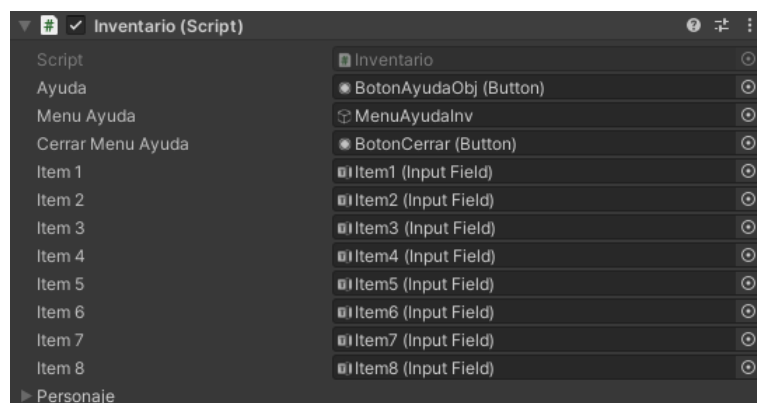 Inventario (Script)
Script Inventario
Ayuda BotonAyudaObj (Button)
Menu Ayuda MenuAyudaInv
Cerrar Menu Ayuda BotonCerrar (Button)
Item 1 Item1 (Input Field)
Item 2 Item2 (Input Field)
Item 3 Item3 (Input Field)
Item 4 Item4 (Input Field)
Item 5 Item5 (Input Field)
Item 6 Item6 (Input Field)
Item 7 Item7 (Input Field)
Item 8 Item8 (Input Field)
Personaje